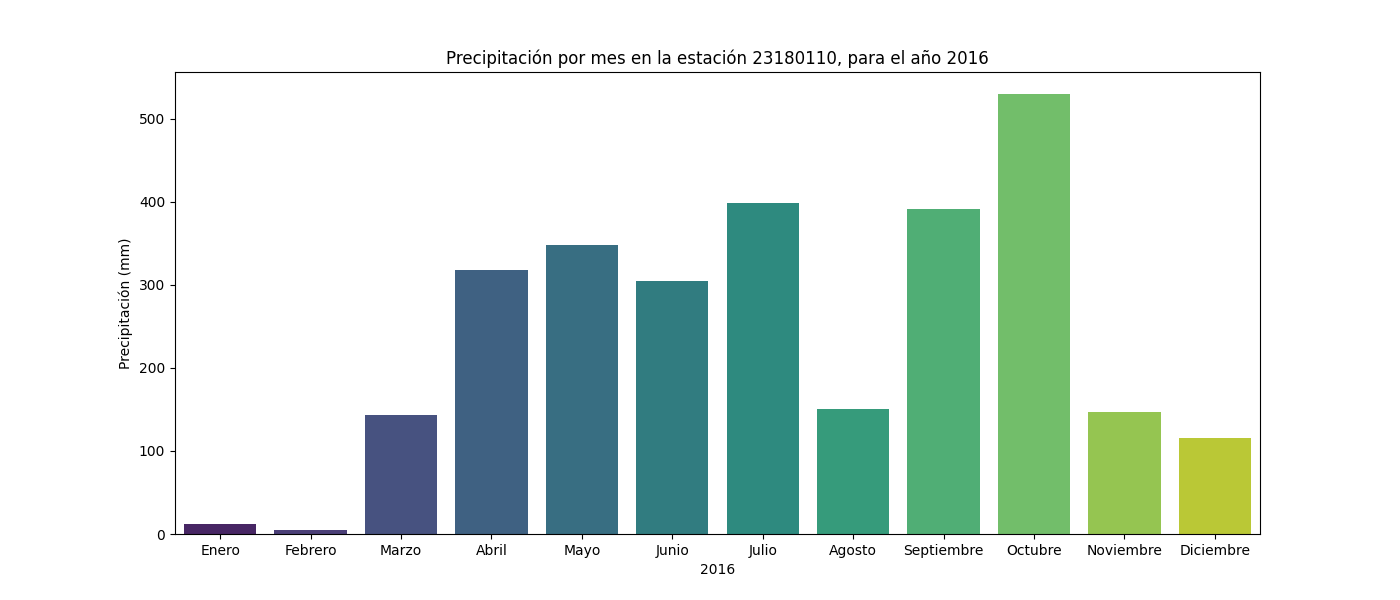 Precipitación por mes en la estación 23180110, para el año 2016
Precipitación (mm)
500
400
300
200
100
0
Enero Febrero Marzo Abril Mayo Junio Julio Agosto Septiembre Octubre Noviembre Diciembre
2016